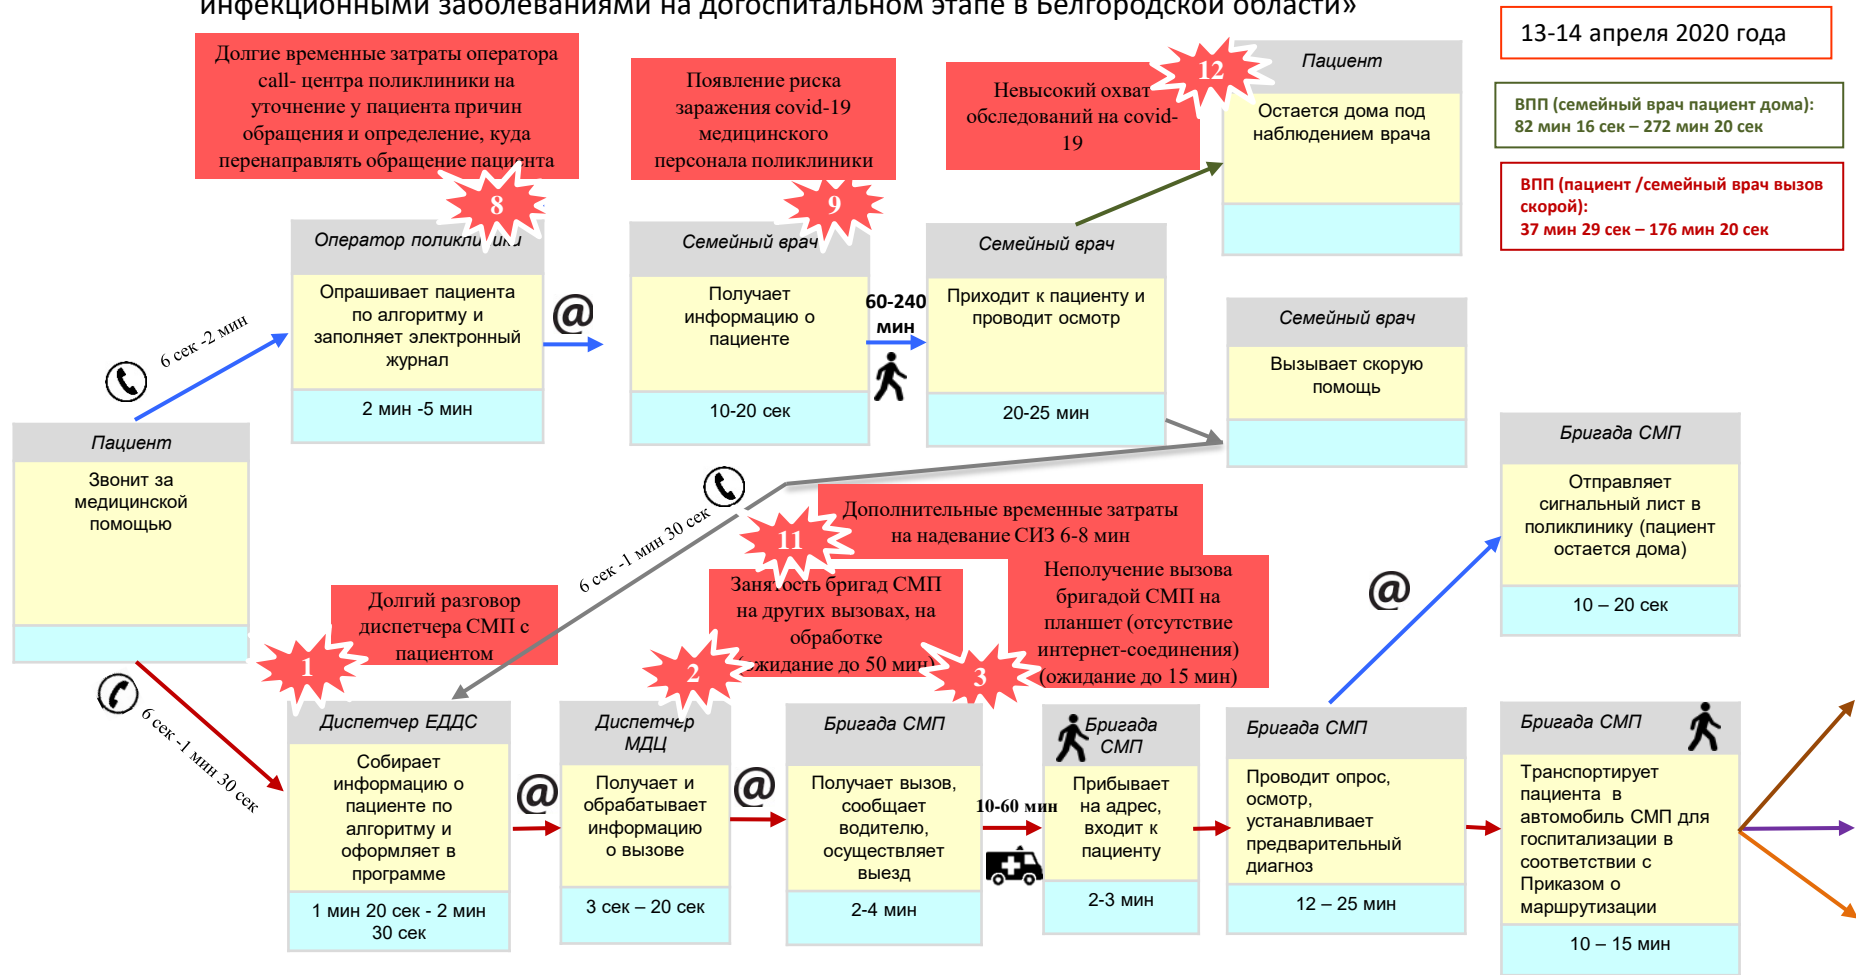 инфекционными заболеваниями на догоспитальном этапе в Белгородской области»
13-14 апреля 2020 года
ВПП (семейный врач пациент дома):
82 мин 16 сек – 272 мин 20 сек
ВПП (пациент /семейный врач вызов
скорой):
37 мин 29 сек – 176 мин 20 сек
Долгие временные затраты оператора
call- центра поликлиники на
уточнение у пациента причин
обращения и определение, куда
перенаправлять обращение пациента
8
Появление риска
заражения covid-19
медицинского
персонала поликлиники
9
Невысокий охват
обследований на covid-
19
12
Пациент
Остается дома под
наблюдением врача
Оператор поликлиники
Опрашивает пациента
по алгоритму и
заполняет электронный
журнал
2 мин -5 мин
@
Семейный врач
Получает
информацию о
пациенте
10-20 сек
60-240
мин
Семейный врач
Приходит к пациенту и
проводит осмотр
20-25 мин
Семейный врач
Вызывает скорую
помощь
6 сек -2 мин
Пациент
Звонит за
медицинской
помощью
6 сек -1 мин 30 сек
6 сек -1 мин 30 сек
Бригада СМП
Отправляет
сигнальный лист в
поликлинику (пациент
остается дома)
10 – 20 сек
@
11
Дополнительные временные затраты
на надевание СИЗ 6-8 мин
Долгий разговор
диспетчера СМП с
пациентом
1
Занятость бригад СМП
на других вызовах, на
обработке
(ожидание до 50 мин)
2
Неполучение вызова
бригадой СМП на
планшет (отсутствие
интернет-соединения)
(ожидание до 15 мин)
3
Диспетчер ЕДДС
Собирает
информацию о
пациенте по
алгоритму и
оформляет в
программе
1 мин 20 сек - 2 мин
30 сек
@
Диспетчер
МДЦ
Получает и
обрабатывает
информацию
о вызове
3 сек – 20 сек
@
Бригада СМП
Получает вызов,
сообщает
водителю,
осуществляет
выезд
2-4 мин
10-60 мин
Бригада
СМП
Прибывает
на адрес,
входит к
пациенту
2-3 мин
Бригада СМП
Проводит опрос,
осмотр,
устанавливает
предварительный
диагноз
12 – 25 мин
Бригада СМП
Транспортирует
пациента в
автомобиль СМП для
госпитализации в
соответствии с
Приказом о
маршрутизации
10 – 15 мин